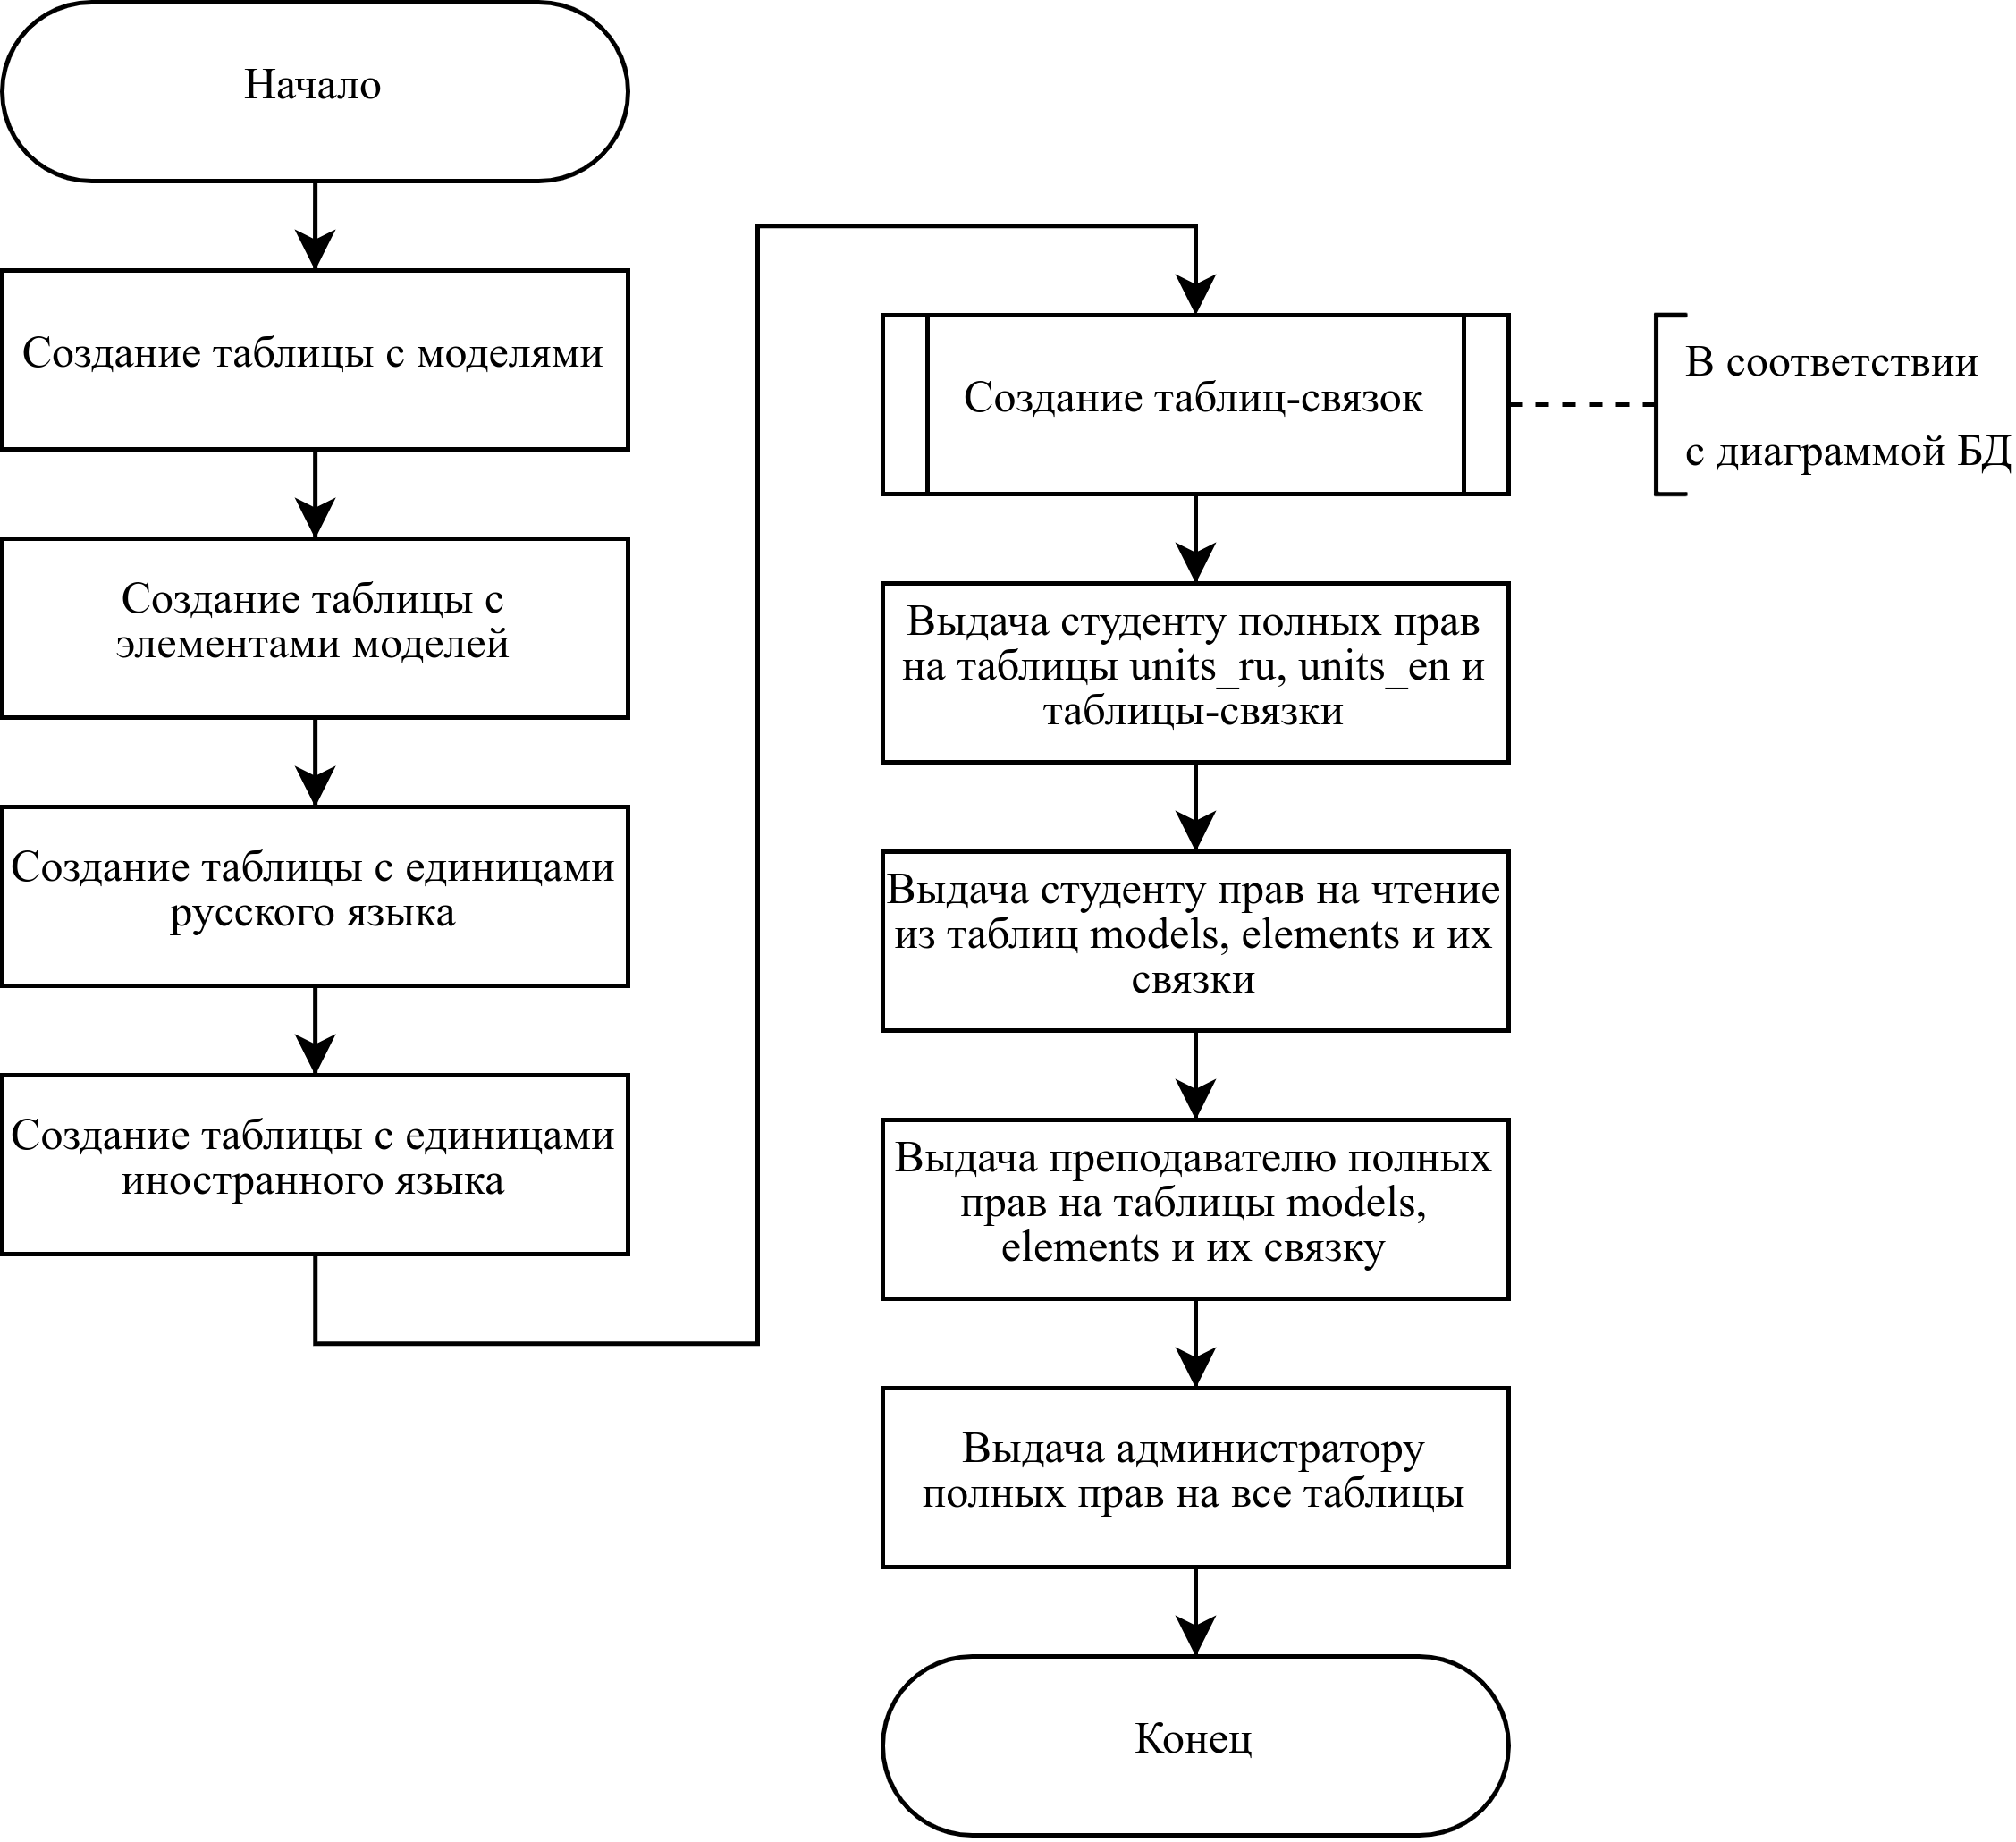 Начало
Создание таблицы с моделями
Создание таблицы с
элементами моделей
Создание таблицы с единицами
русского языка
Создание таблицы с единицами
иностранного языка
Создание таблиц-связок
В соответствии
с диаграммой БД
Выдача студенту полных прав
на таблицы units_ru, units_en и
таблицы-связки
Выдача студенту прав на чтение
из таблиц models, elements и их
связки
Выдача преподавателю полных
прав на таблицы models,
elements и их связку
Выдача администратору
полных прав на все таблицы
Конец